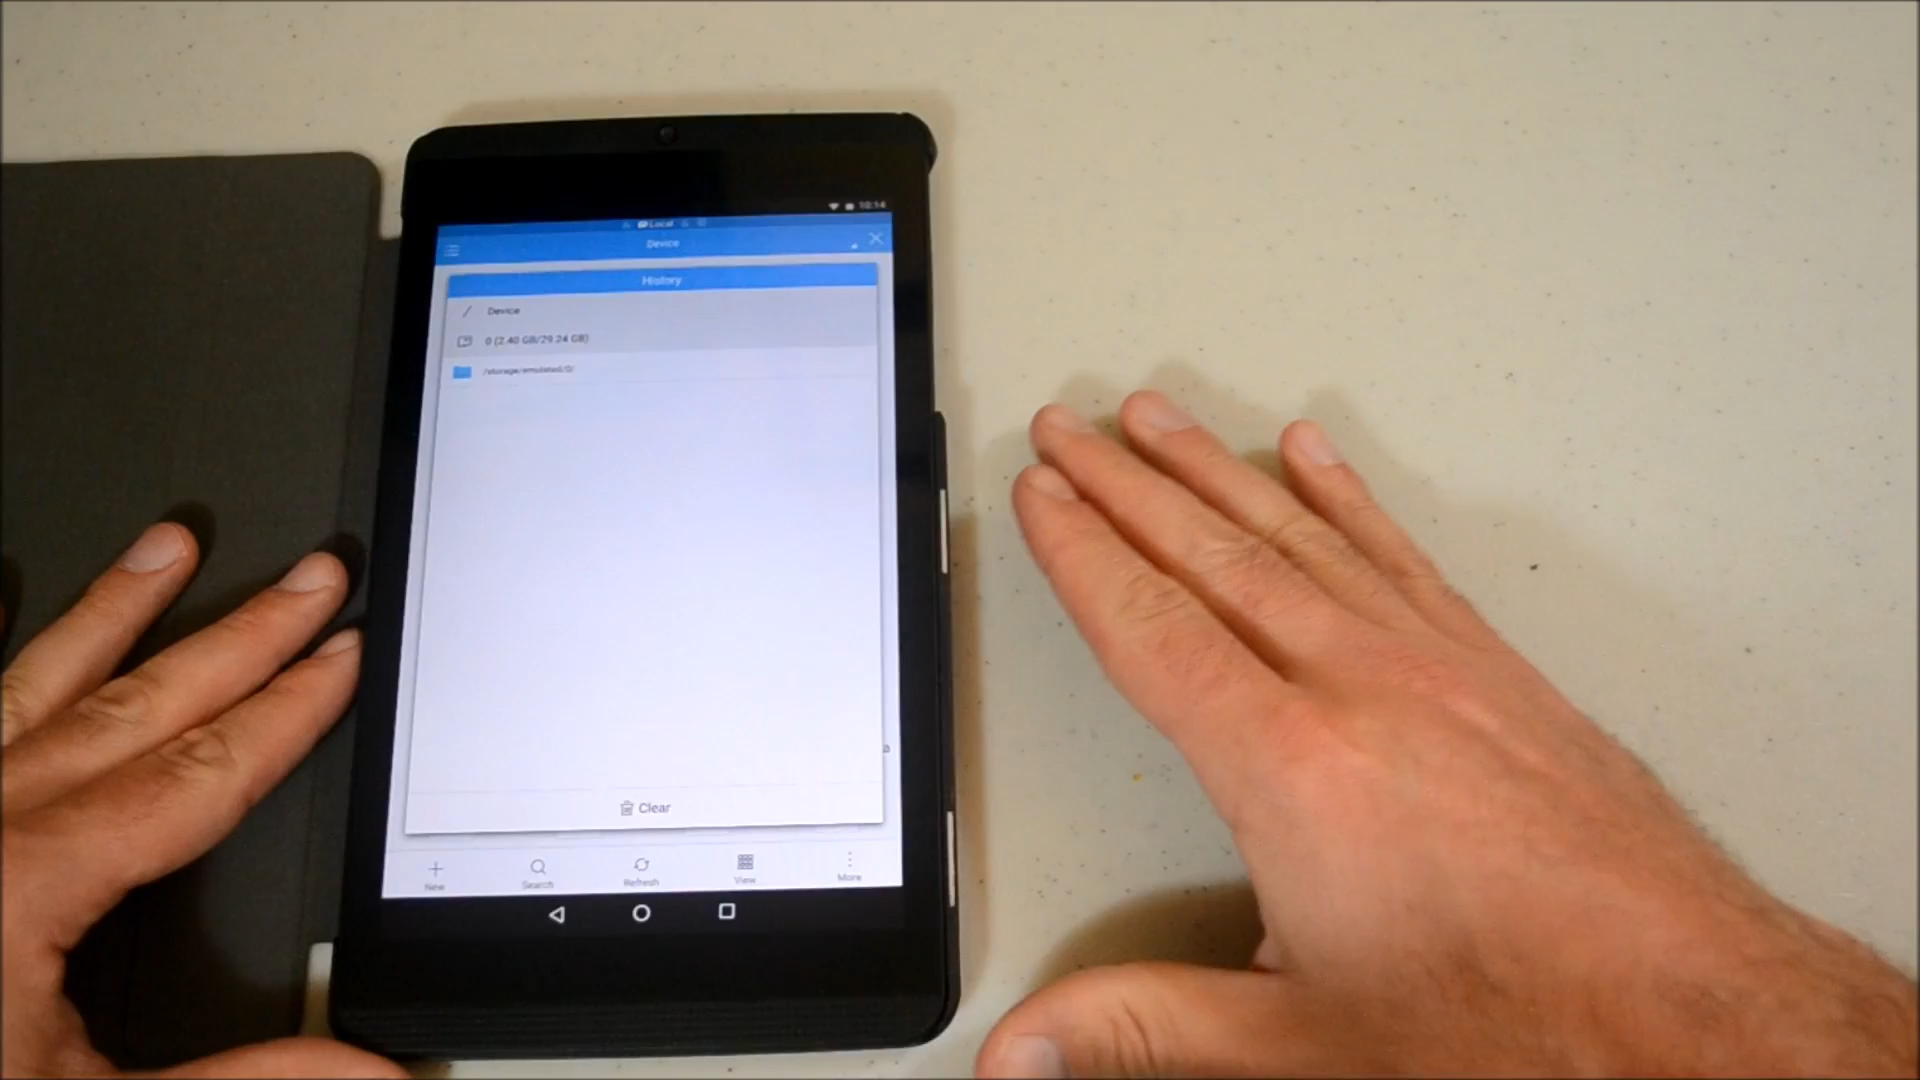 10:14
Local
Device
History
/ Device
0 (2.40 GB/29.24 GB)
/storage/emulated/0/
Clear
New Search Refresh View More